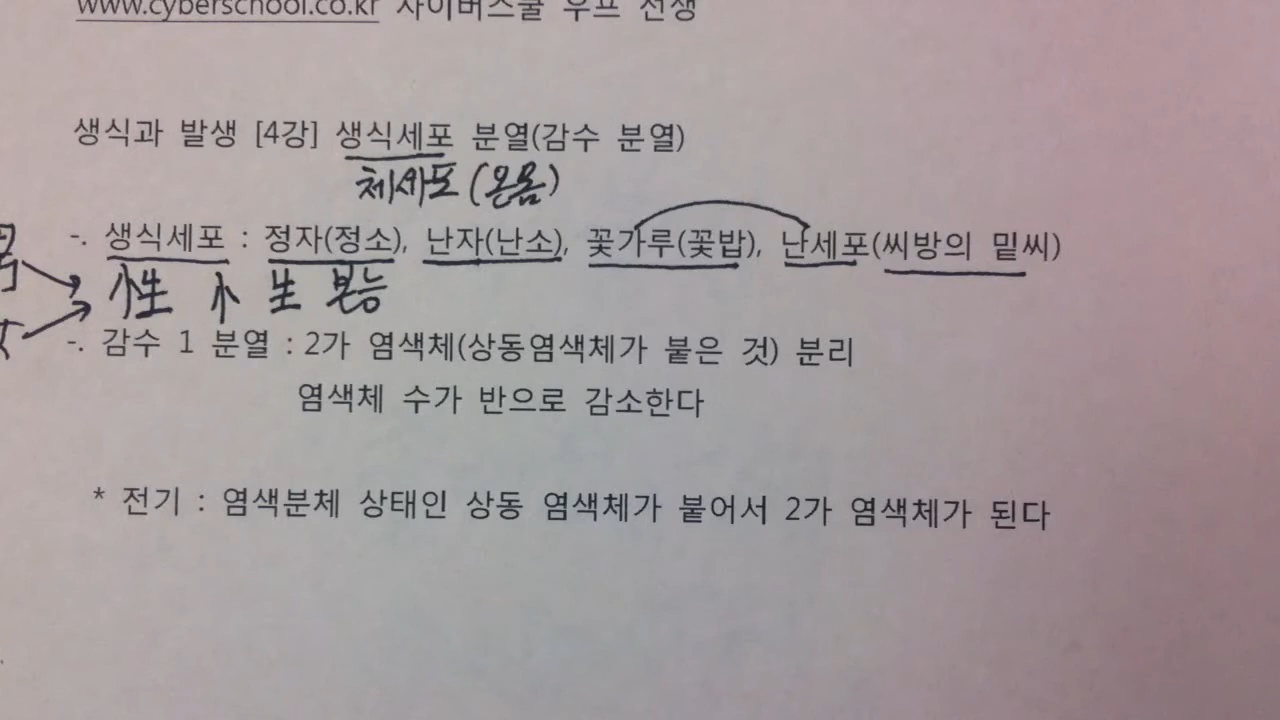 www.cyberschool.co.kr 사이버스쿨 우프 선생
생식과 발생 [4강] 생식세포 분열(감수 분열)
체세포 (온몸)
-. 생식세포 : 정자(정소), 난자(난소), 꽃가루(꽃밥), 난세포(씨방의 밑씨)
性 忄 生 본능
-. 감수 1 분열 : 2가 염색체(상동염색체가 붙은 것) 분리
염색체 수가 반으로 감소한다
* 전기 : 염색분체 상태인 상동 염색체가 붙어서 2가 염색체가 된다